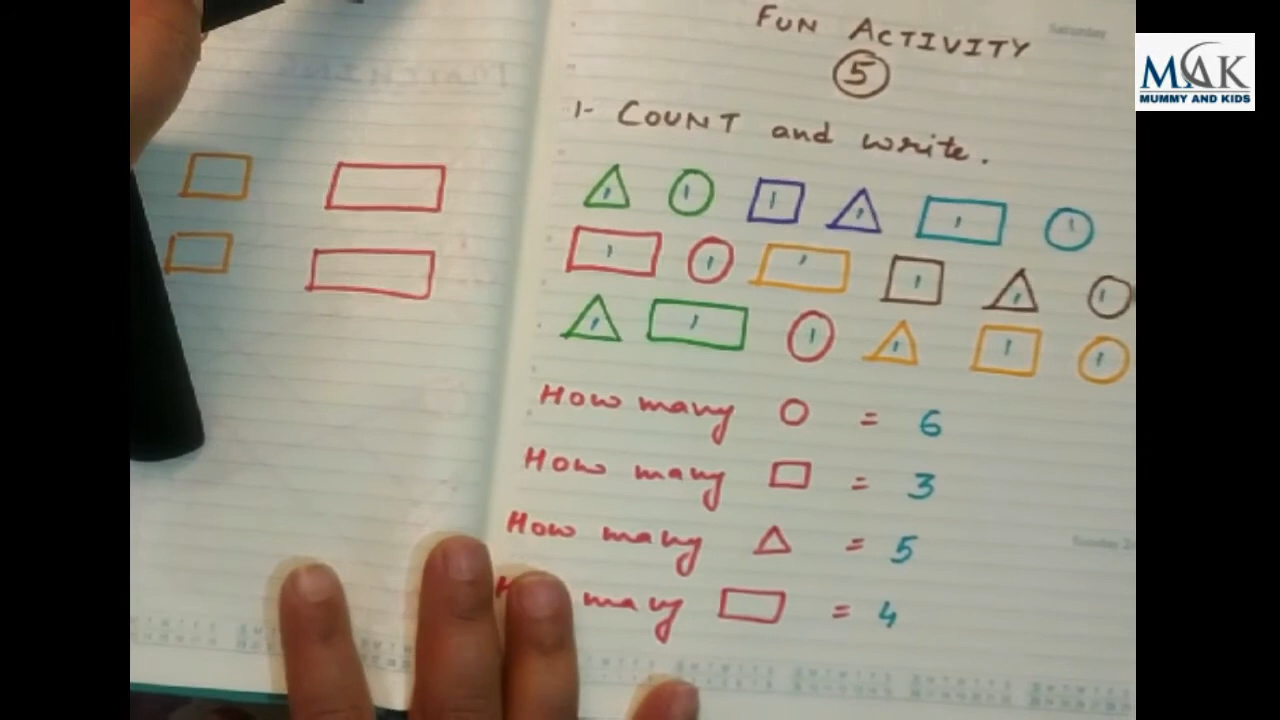 FUN ACTIVITY
5
1- COUNT and write.
How many = 6
How many = 3
How many = 5
many = 4
Saturday
MAK
MUMMY AND KIDS